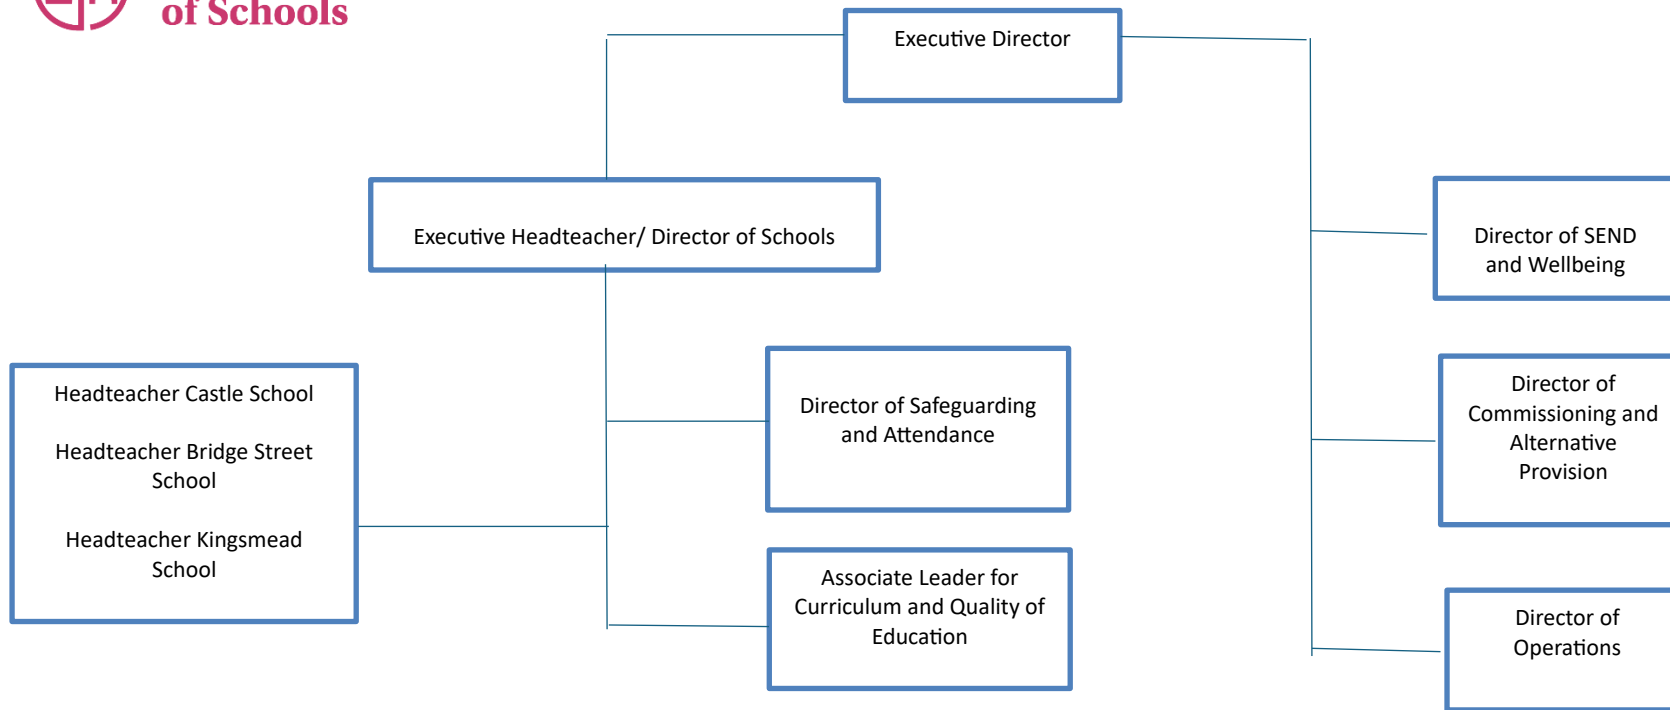 of Schools
Executive Director
Executive Headteacher/ Director of Schools
Director of SEND
and Wellbeing
Headteacher Castle School
Headteacher Bridge Street
School
Headteacher Kingsmead
School
Director of Safeguarding
and Attendance
Director of
Commissioning and
Alternative
Provision
Associate Leader for
Curriculum and Quality of
Education
Director of
Operations